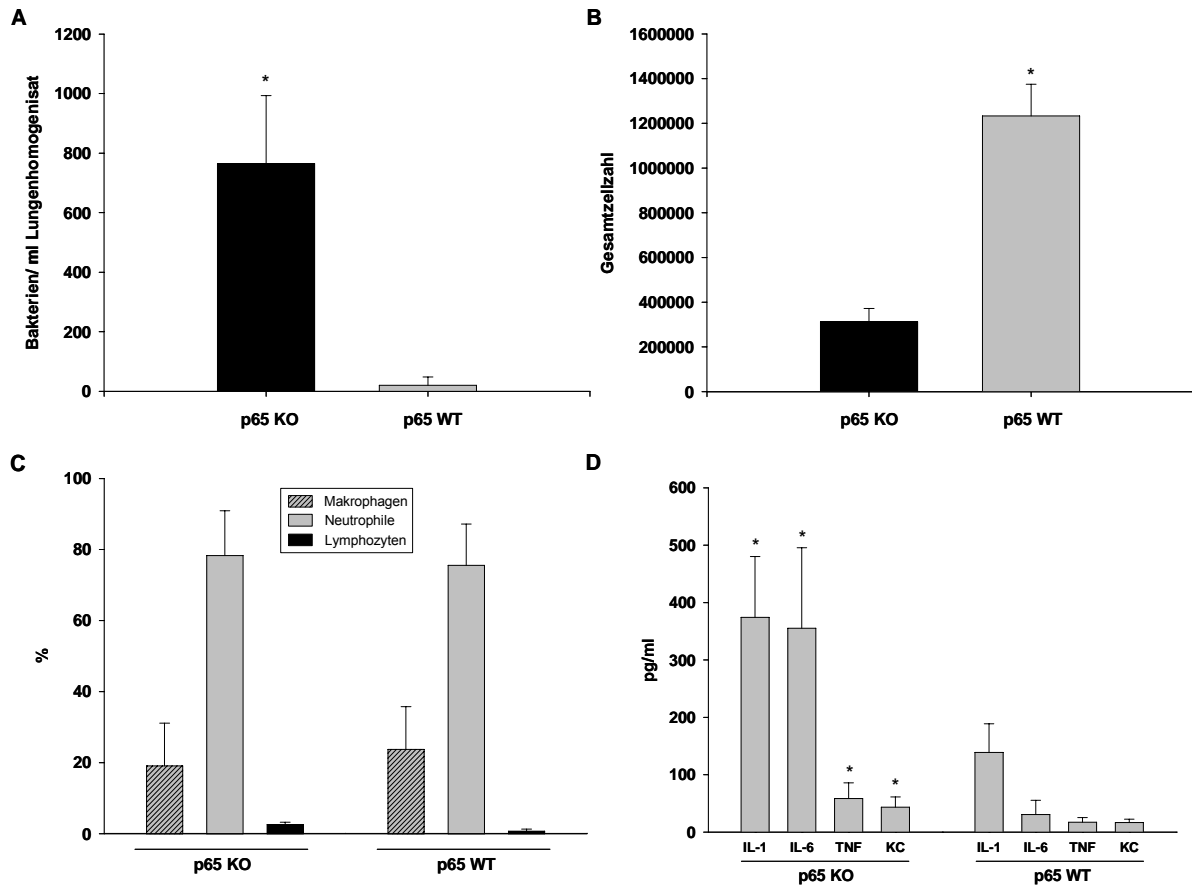 A
1200
1000
800
600
400
200
0
Bakterien/ ml Lungenhomogenisat
*
p65 KO p65 WT
B
1600000
1400000
1200000
1000000
800000
600000
400000
200000
0
Gesamtzellzahl
*
p65 KO p65 WT
C
100
80
60
40
20
0
%
Makrophagen
Neutrophile
Lymphozyten
p65 KO p65 WT
D
600
500
400
300
200
100
0
pg/ml
* * * *
IL-1 IL-6 TNF KC IL-1 IL-6 TNF KC
p65 KO p65 WT